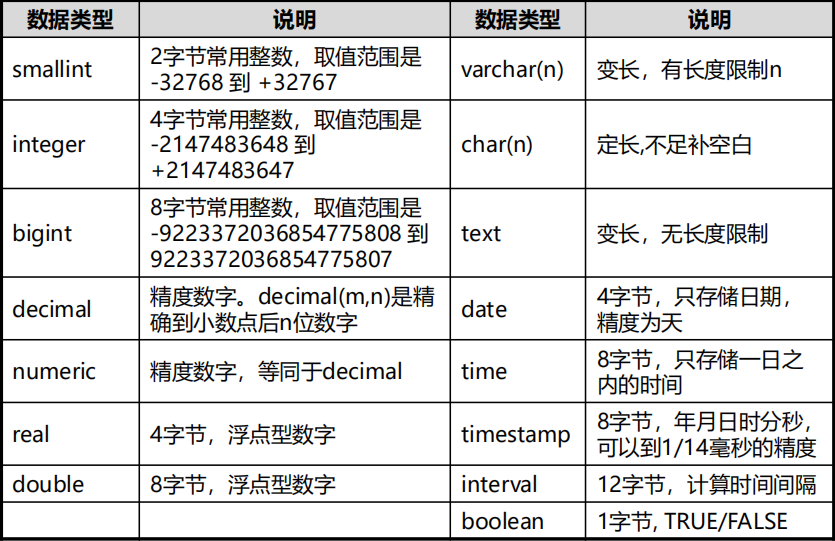 数据类型 说明 数据类型 说明
smallint 2字节常用整数，取值范围是 varchar(n) 变长，有长度限制n
-32768 到 +32767
integer 4字节常用整数，取值范围是 char(n) 定长,不足补空白
-2147483648 到
+2147483647
bigint 8字节常用整数，取值范围是 text 变长，无长度限制
-9223372036854775808 到
9223372036854775807
decimal 精度数字。decimal(m,n)是精 date 4字节，只存储日期，
确到小数点后n位数字 精度为天
numeric 精度数字，等同于decimal time 8字节，只存储一日之
内的时间
real 4字节，浮点型数字 timestamp 8字节，年月日时分秒，
可以到1/14毫秒的精度
double 8字节，浮点型数字 interval 12字节，计算时间间隔
boolean 1字节, TRUE/FALSE